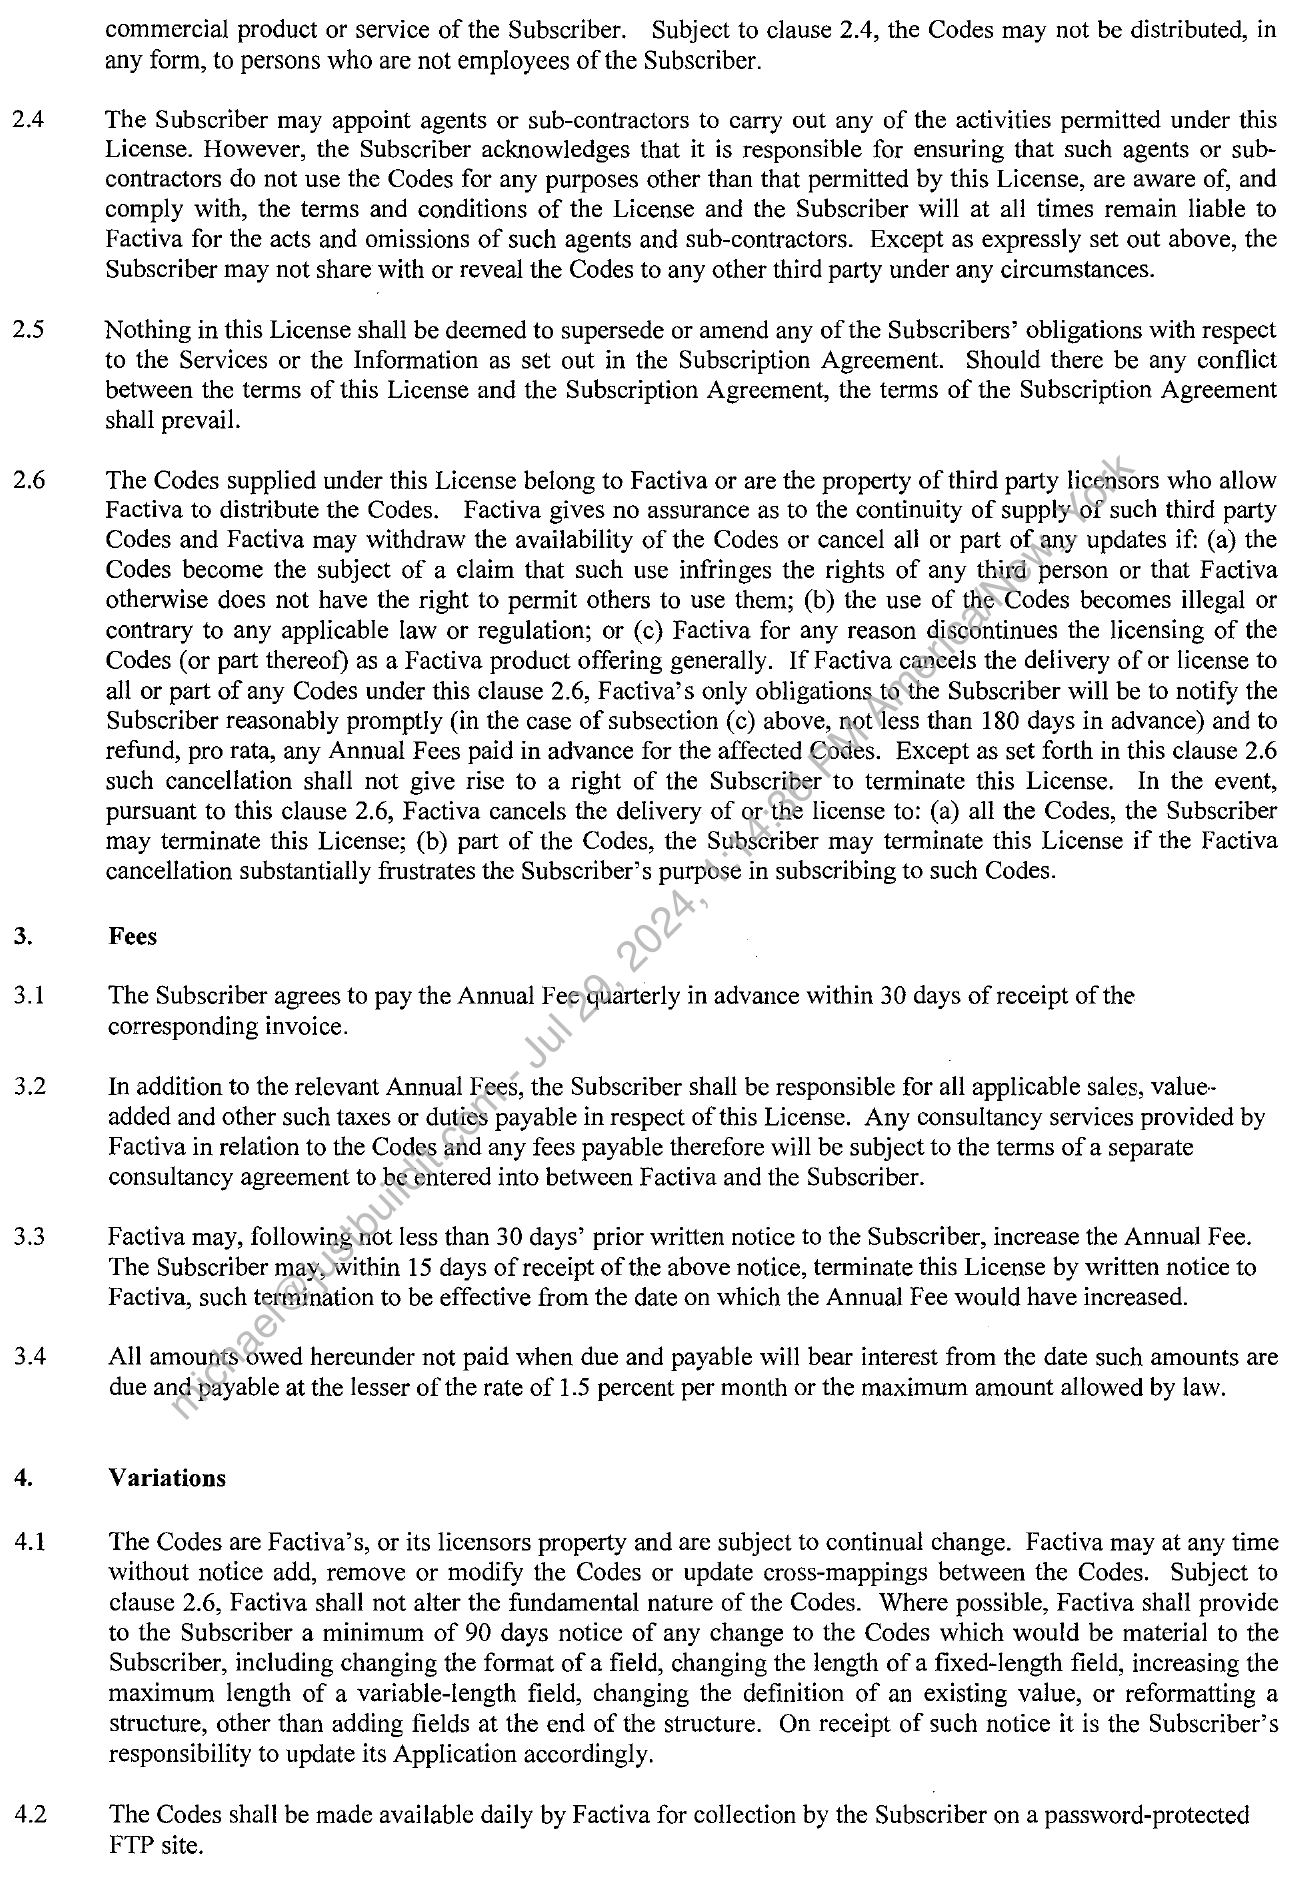 commercial product or service of the Subscriber. Subject to clause 2.4, the Codes may not be distributed, in
any form, to persons who are not employees of the Subscriber.
2.4 The Subscriber may appoint agents or sub-contractors to carry out any of the activities permitted under this
License. However, the Subscriber acknowledges that it is responsible for ensuring that such agents or sub-
contractors do not use the Codes for any purposes other than that permitted by this License, are aware of, and
comply with, the terms and conditions of the License and the Subscriber will at all times remain liable to
Factiva for the acts and omissions of such agents and sub-contractors. Except as expressly set out above, the
Subscriber may not share with or reveal the Codes to any other third party under any circumstances.
2.5 Nothing in this License shall be deemed to supersede or amend any of the Subscribers' obligations with respect
to the Services or the Information as set out in the Subscription Agreement. Should there be any conflict
between the terms of this License and the Subscription Agreement, the terms of the Subscription Agreement
shall prevail.
2.6 The Codes supplied under this License belong to Factiva or are the property of third party licensors who allow
Factiva to distribute the Codes. Factiva gives no assurance as to the continuity of supply of such third party
Codes and Factiva may withdraw the availability of the Codes or cancel all or part of any updates if: (a) the
Codes become the subject of a claim that such use infringes the rights of any third person or that Factiva
otherwise does not have the right to permit others to use them; (b) the use of the Codes becomes illegal or
contrary to any applicable law or regulation; or (c) Factiva for any reason discontinues the licensing of the
Codes (or part thereof) as a Factiva product offering generally. If Factiva cancels the delivery of or license to
all or part of any Codes under this clause 2.6, Factiva's only obligations to the Subscriber will be to notify the
Subscriber reasonably promptly (in the case of subsection (c) above, not less than 180 days in advance) and to
refund, pro rata, any Annual Fees paid in advance for the affected Codes. Except as set forth in this clause 2.6
such cancellation shall not give rise to a right of the Subscriber to terminate this License. In the event,
pursuant to this clause 2.6, Factiva cancels the delivery of or the license to: (a) all the Codes, the Subscriber
may terminate this License; (b) part of the Codes, the Subscriber may terminate this License if the Factiva
cancellation substantially frustrates the Subscriber's purpose in subscribing to such Codes.
3. Fees
3.1 The Subscriber agrees to pay the Annual Fee quarterly in advance within 30 days of receipt of the
corresponding invoice.
3.2 In addition to the relevant Annual Fees, the Subscriber shall be responsible for all applicable sales, value-
added and other such taxes or duties payable in respect of this License. Any consultancy services provided by
Factiva in relation to the Codes and any fees payable therefore will be subject to the terms of a separate
consultancy agreement to be entered into between Factiva and the Subscriber.
3.3 Factiva may, following not less than 30 days' prior written notice to the Subscriber, increase the Annual Fee.
The Subscriber may, within 15 days of receipt of the above notice, terminate this License by written notice to
Factiva, such termination to be effective from the date on which the Annual Fee would have increased.
3.4 All amounts owed hereunder not paid when due and payable will bear interest from the date such amounts are
due and payable at the lesser of the rate of 1.5 percent per month or the maximum amount allowed by law.
4. Variations
4.1 The Codes are Factiva's, or its licensors property and are subject to continual change. Factiva may at any time
without notice add, remove or modify the Codes or update cross-mappings between the Codes. Subject to
clause 2.6, Factiva shall not alter the fundamental nature of the Codes. Where possible, Factiva shall provide
to the Subscriber a minimum of 90 days notice of any change to the Codes which would be material to the
Subscriber, including changing the format of a field, changing the length of a fixed-length field, increasing the
maximum length of a variable-length field, changing the definition of an existing value, or reformatting a
structure, other than adding fields at the end of the structure. On receipt of such notice it is the Subscriber's
responsibility to update its Application accordingly.
4.2 The Codes shall be made available daily by Factiva for collection by the Subscriber on a password-protected
FTP site.
michael@justbuildit.com - Jul 29, 2024, 1:14:36 PM America/New_York